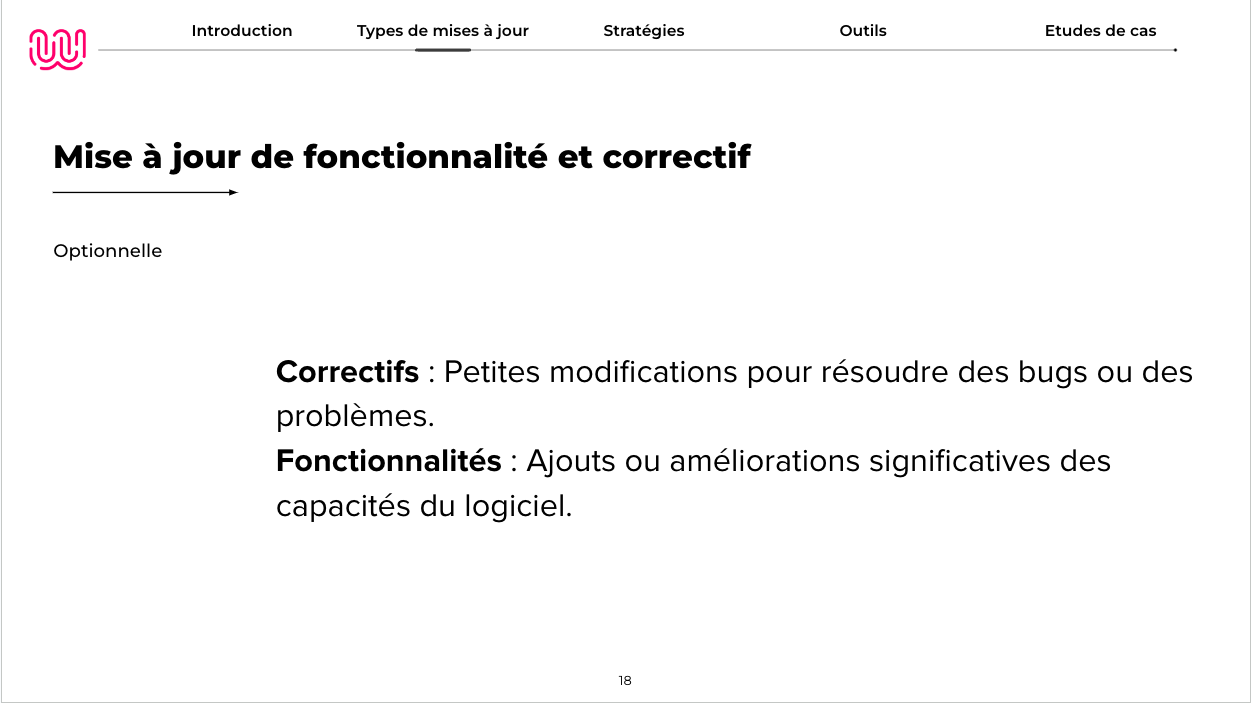 Introduction
Types de mises à jour
Stratégies
Outils
Etudes de cas
Mise à jour de fonctionnalité et correctif
Optionnelle
Correctifs : Petites modifications pour résoudre des bugs ou des
problèmes.
Fonctionnalités : Ajouts ou améliorations significatives des
capacités du logiciel.
18